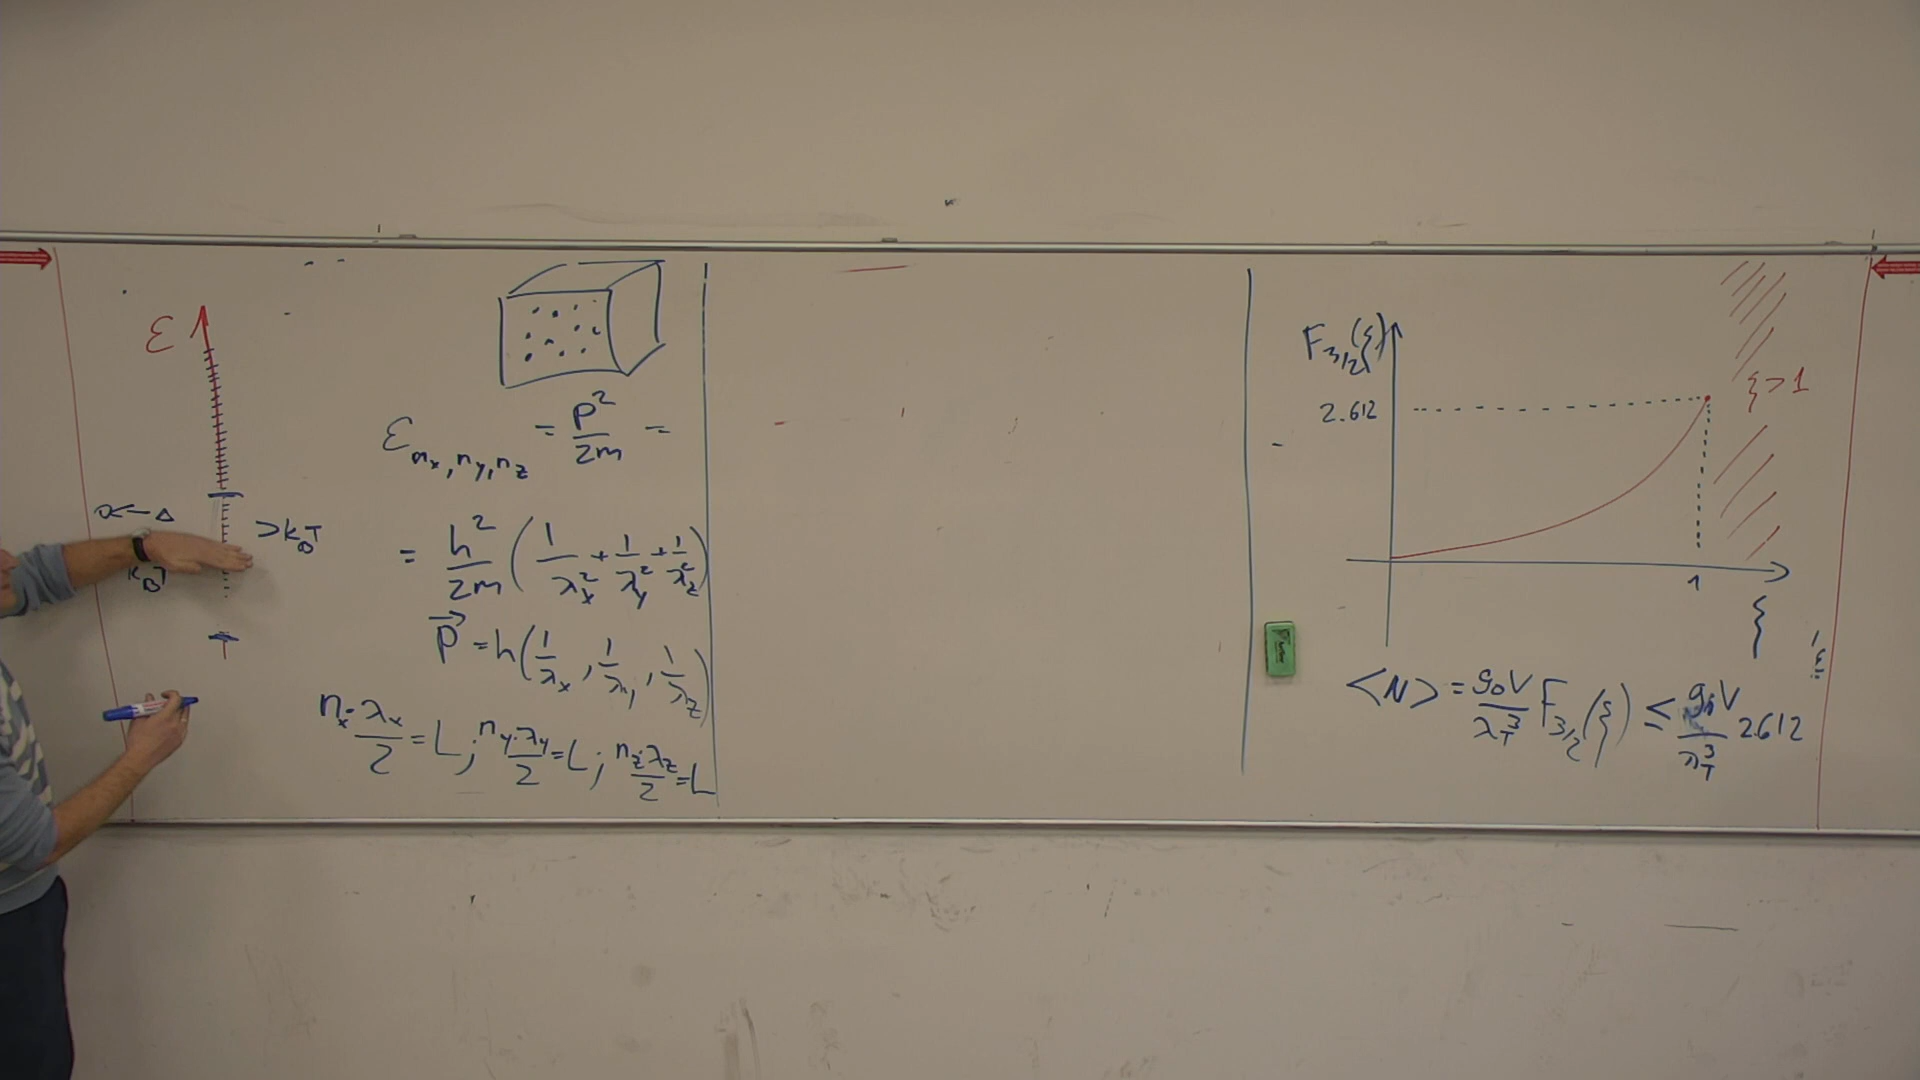 ε
α ← Δ
> k_B T
k_B T
ε_{n_x, n_y, n_z} = p²/2m =
= h²/2m (1/λ_x² + 1/λ_y² + 1/λ_z²)
p⃗ = h(1/λ_x, 1/λ_y, 1/λ_z)
n_x·λ_x/2 = L; n_y·λ_y/2 = L; n_z·λ_z/2 = L
F_{3/2}(ξ)
2.612
ξ > 1
1
ξ
<N> = g₀V/λ_T³ F_{3/2}(ξ) ≤ g₀V/λ_T³ 2.612